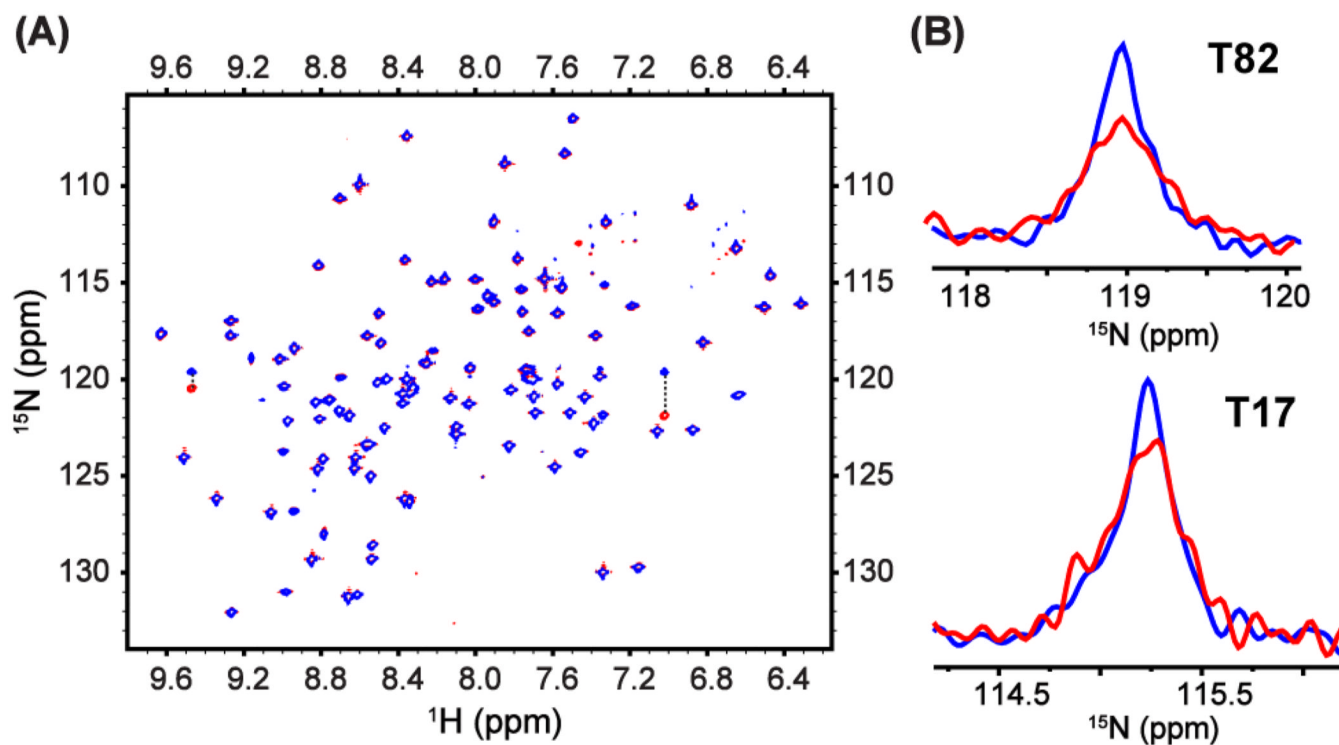 (A)
9.6 9.2 8.8 8.4 8.0 7.6 7.2 6.8 6.4
110 110
115 115
120 120
125 125
130 130
¹⁵N (ppm)
9.6 9.2 8.8 8.4 8.0 7.6 7.2 6.8 6.4
¹H (ppm)
(B)
T82
118 119 120
¹⁵N (ppm)
T17
114.5 115.5
¹⁵N (ppm)